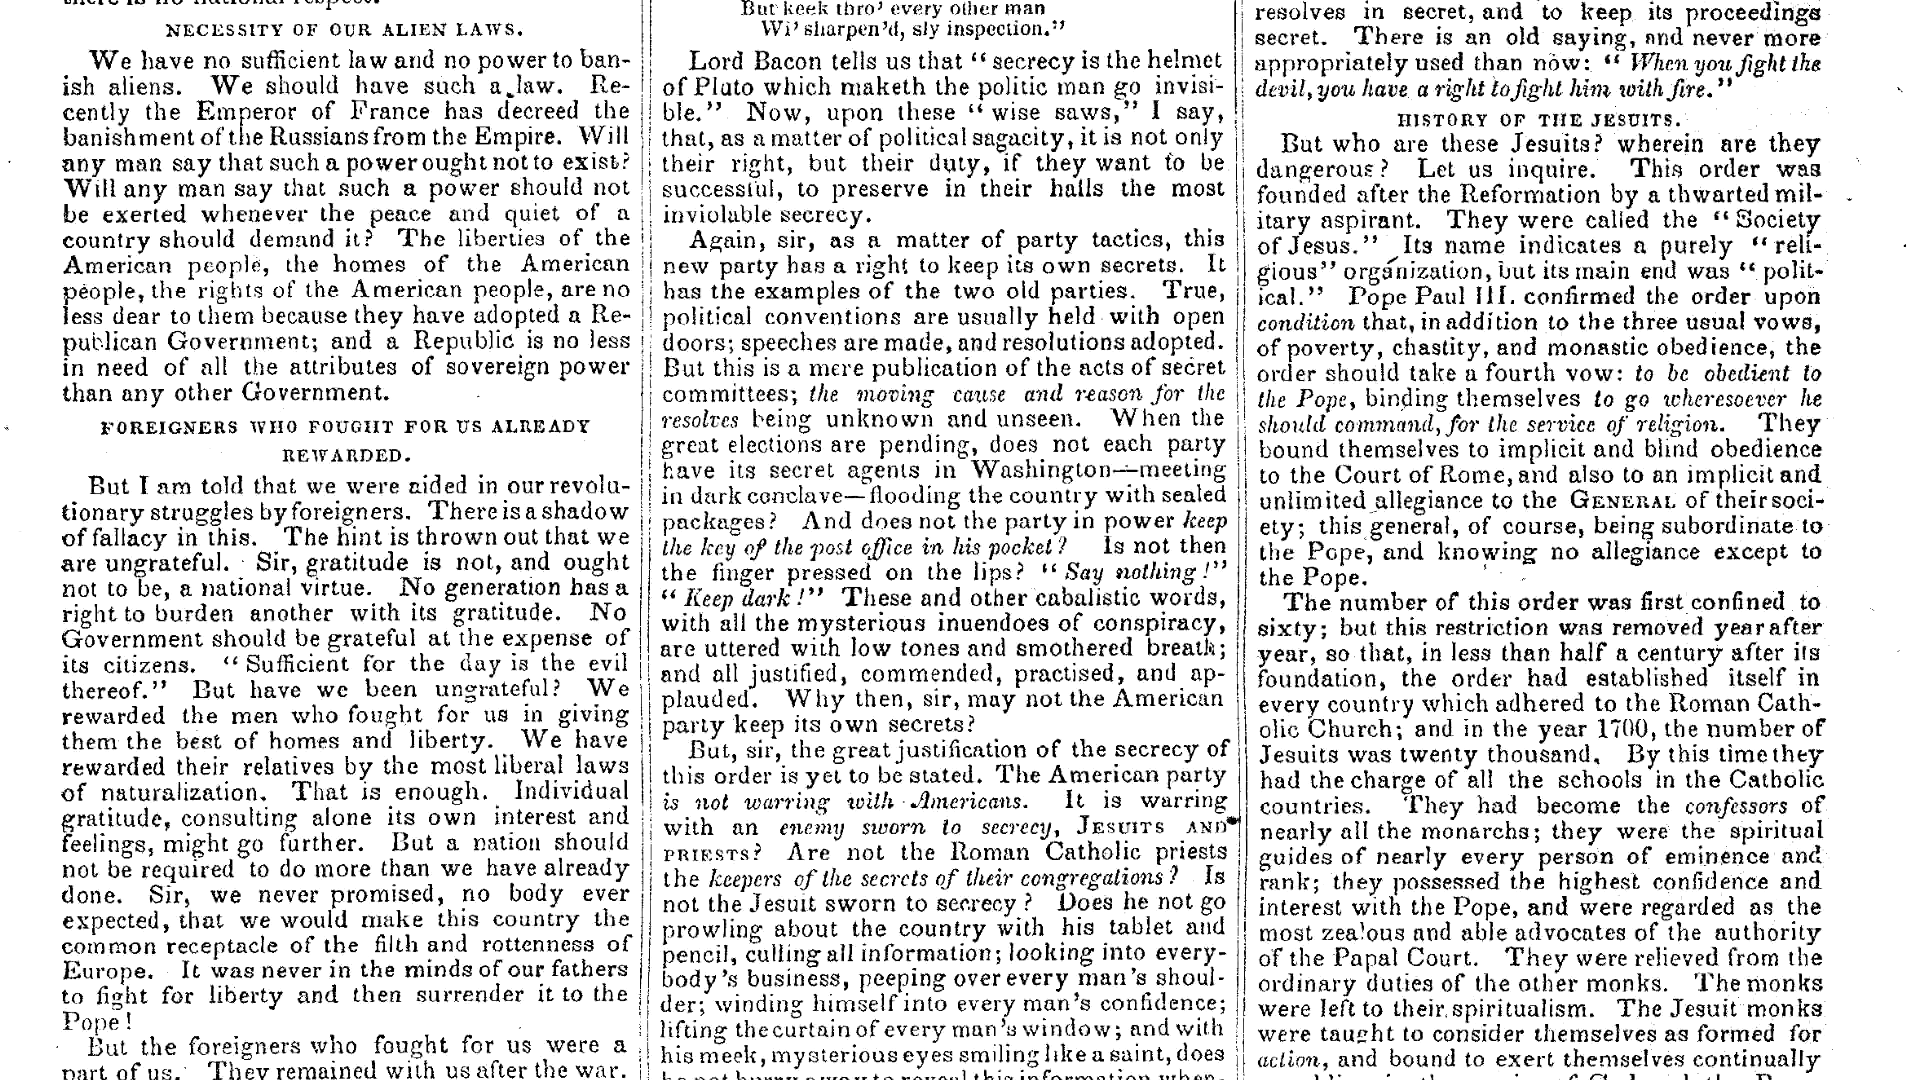 NECESSITY OF OUR ALIEN LAWS.
We have no sufficient law and no power to ban-
ish aliens. We should have such a law. Re-
cently the Emperor of France has decreed the
banishment of the Russians from the Empire. Will
any man say that such a power ought not to exist?
Will any man say that such a power should not
be exerted whenever the peace and quiet of a
country should demand it? The liberties of the
American people, the homes of the American
people, the rights of the American people, are no
less dear to them because they have adopted a Re-
publican Government; and a Republic is no less
in need of all the attributes of sovereign power
than any other Government.
FOREIGNERS WHO FOUGHT FOR US ALREADY
REWARDED.
But I am told that we were aided in our revolu-
tionary struggles by foreigners. There is a shadow
of fallacy in this. The hint is thrown out that we
are ungrateful. Sir, gratitude is not, and ought
not to be, a national virtue. No generation has a
right to burden another with its gratitude. No
Government should be grateful at the expense of
its citizens. "Sufficient for the day is the evil
thereof." But have we been ungrateful? We
rewarded the men who fought for us in giving
them the best of homes and liberty. We have
rewarded their relatives by the most liberal laws
of naturalization. That is enough. Individual
gratitude, consulting alone its own interest and
feelings, might go further. But a nation should
not be required to do more than we have already
done. Sir, we never promised, no body ever
expected, that we would make this country the
common receptacle of the filth and rottenness of
Europe. It was never in the minds of our fathers
to fight for liberty and then surrender it to the
Pope!
But the foreigners who fought for us were a
part of us. They remained with us after the war.
But keek thro' every other man
Wi' sharpen'd, sly inspection."
Lord Bacon tells us that "secrecy is the helmet
of Pluto which maketh the politic man go invisi-
ble." Now, upon these "wise saws," I say,
that, as a matter of political sagacity, it is not only
their right, but their duty, if they want to be
successful, to preserve in their halls the most
inviolable secrecy.
Again, sir, as a matter of party tactics, this
new party has a right to keep its own secrets. It
has the examples of the two old parties. True,
political conventions are usually held with open
doors; speeches are made, and resolutions adopted.
But this is a mere publication of the acts of secret
committees; the moving cause and reason for the
resolves being unknown and unseen. When the
great elections are pending, does not each party
have its secret agents in Washington—meeting
in dark conclave—flooding the country with sealed
packages? And does not the party in power keep
the key of the post office in his pocket? Is not then
the finger pressed on the lips? "Say nothing!"
"Keep dark!" These and other cabalistic words,
with all the mysterious inuendoes of conspiracy,
are uttered with low tones and smothered breath;
and all justified, commended, practised, and ap-
plauded. Why then, sir, may not the American
party keep its own secrets?
But, sir, the great justification of the secrecy of
this order is yet to be stated. The American party
is not warring with Americans. It is warring
with an enemy sworn to secrecy, JESUITS AND
PRIESTS? Are not the Roman Catholic priests
the keepers of the secrets of their congregations? Is
not the Jesuit sworn to secrecy? Does he not go
prowling about the country with his tablet and
pencil, culling all information; looking into every-
body's business, peeping over every man's shoul-
der; winding himself into every man's confidence;
lifting the curtain of every man's window; and with
his meek, mysterious eyes smiling like a saint, does
resolves in secret, and to keep its proceedings
secret. There is an old saying, and never more
appropriately used than now: "When you fight the
devil, you have a right to fight him with fire."
HISTORY OF THE JESUITS.
But who are these Jesuits? wherein are they
dangerous? Let us inquire. This order was
founded after the Reformation by a thwarted mil-
itary aspirant. They were called the "Society
of Jesus." Its name indicates a purely "reli-
gious" organization, but its main end was "polit-
ical." Pope Paul III. confirmed the order upon
condition that, in addition to the three usual vows,
of poverty, chastity, and monastic obedience, the
order should take a fourth vow: to be obedient to
the Pope, binding themselves to go wheresoever he
should command, for the service of religion. They
bound themselves to implicit and blind obedience
to the Court of Rome, and also to an implicit and
unlimited allegiance to the GENERAL of their soci-
ety; this general, of course, being subordinate to
the Pope, and knowing no allegiance except to
the Pope.
The number of this order was first confined to
sixty; but this restriction was removed year after
year, so that, in less than half a century after its
foundation, the order had established itself in
every country which adhered to the Roman Cath-
olic Church; and in the year 1700, the number of
Jesuits was twenty thousand. By this time they
had the charge of all the schools in the Catholic
countries. They had become the confessors of
nearly all the monarchs; they were the spiritual
guides of nearly every person of eminence and
rank; they possessed the highest confidence and
interest with the Pope, and were regarded as the
most zealous and able advocates of the authority
of the Papal Court. They were relieved from the
ordinary duties of the other monks. The monks
were left to their spiritualism. The Jesuit monks
were taught to consider themselves as formed for
action, and bound to exert themselves continually